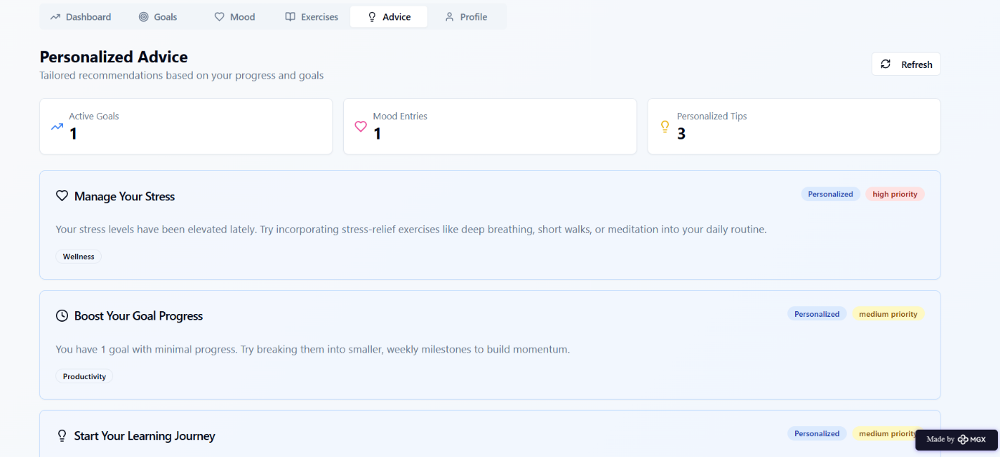 Dashboard Goals Mood Exercises Advice Profile
Personalized Advice
Tailored recommendations based on your progress and goals
Refresh
Active Goals
1
Mood Entries
1
Personalized Tips
3
Manage Your Stress
Personalized high priority
Your stress levels have been elevated lately. Try incorporating stress-relief exercises like deep breathing, short walks, or meditation into your daily routine.
Wellness
Boost Your Goal Progress
Personalized medium priority
You have 1 goal with minimal progress. Try breaking them into smaller, weekly milestones to build momentum.
Productivity
Start Your Learning Journey
Personalized medium priority
Made by MGX